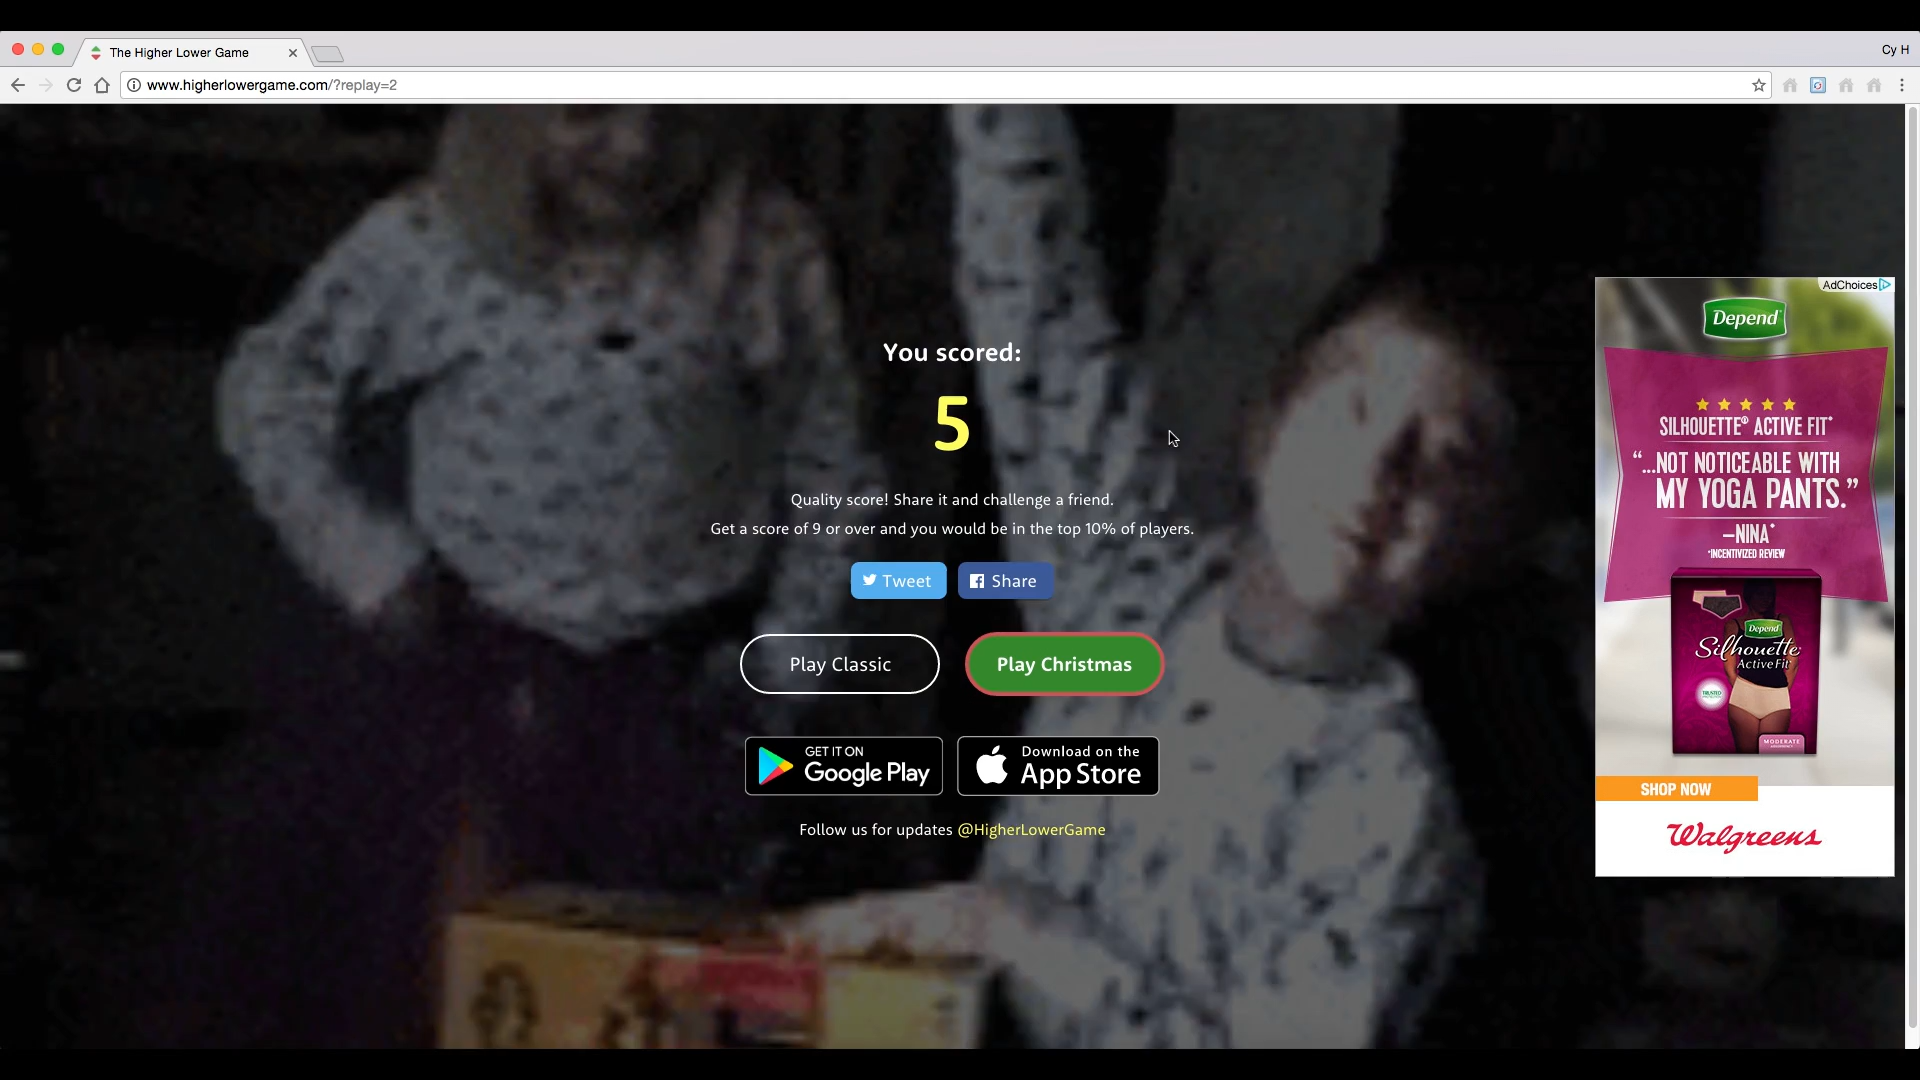 The Higher Lower Game
Cy H
www.higherlowergame.com/?replay=2
You scored:
5
Quality score! Share it and challenge a friend.
Get a score of 9 or over and you would be in the top 10% of players.
Tweet
Share
Play Classic
Play Christmas
GET IT ON
Google Play
Download on the
App Store
Follow us for updates @HigherLowerGame
AdChoices
Depend
SILHOUETTE® ACTIVE FIT*
“...NOT NOTICEABLE WITH
MY YOGA PANTS.”
–NINA*
*INCENTIVIZED REVIEW
Depend
Silhouette
Active Fit
TRUSTED
MODERATE
SHOP NOW
Walgreens